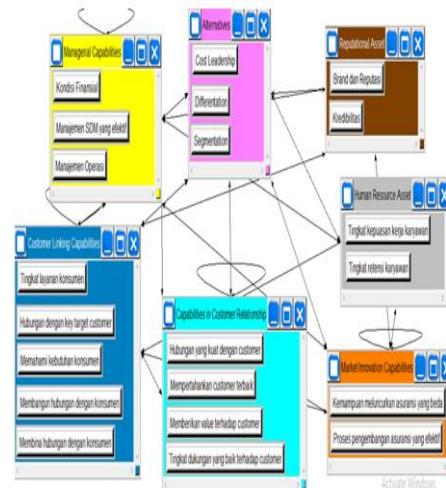 Managerial Capabilities
Kondisi Finansial
Manajemen SDM yang efektif
Manajemen Operasi
Alternatives
Cost Leadership
Differentation
Segmentation
Reputational Asset
Brand dan Reputasi
Kredibilitas
Human Resource Asset
Tingkat kepuasan kerja karyawan
Tingkat retensi karyawan
Customer Linking Capabilities
Tingkat layanan konsumen
Hubungan dengan key target customer
Memahami kebutuhan konsumen
Membangun hubungan dengan konsumen
Membina hubungan dengan konsumen
Capabilities in Customer Relationship
Hubungan yang kuat dengan customer
Mempertahankan customer terbaik
Memberikan value terhadap customer
Tingkat dukungan yang baik terhadap customer
Market Innovation Capabilities
Kemampuan meluncurkan asuransi yang beda
Proses pengembangan asuransi yang efektif
Activate Windows